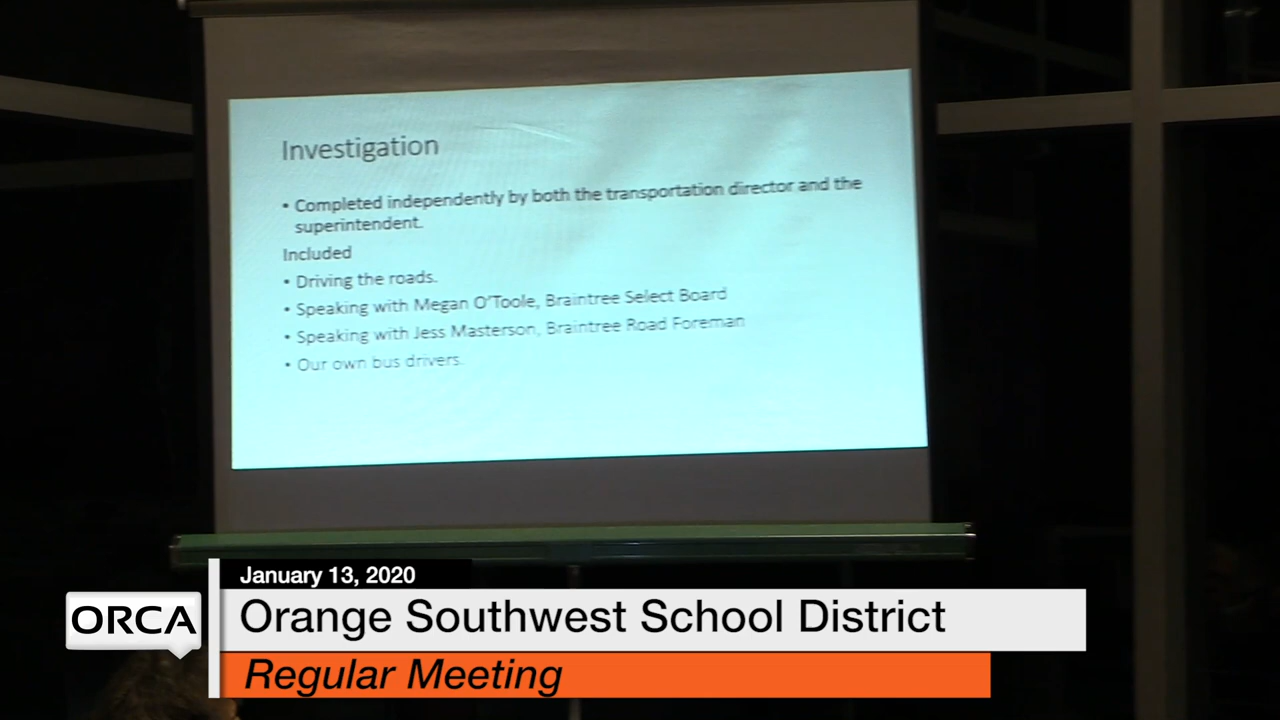 Investigation
• Completed independently by both the transportation director and the
superintendent.
Included
• Driving the roads.
• Speaking with Megan O'Toole, Braintree Select Board
• Speaking with Jess Masterson, Braintree Road Foreman
• Our own bus drivers.
January 13, 2020
ORCA
Orange Southwest School District
Regular Meeting